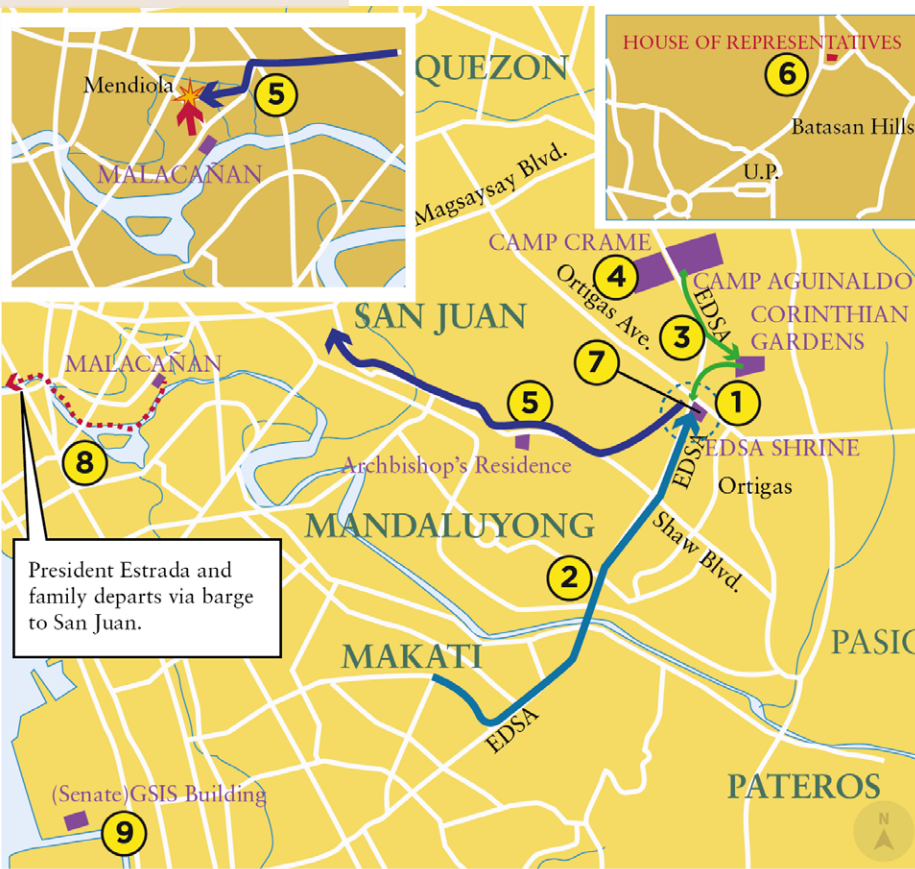 Mendiola
5
MALACAÑAN
QUEZON
HOUSE OF REPRESENTATIVES
6
Batasan Hills
U.P.
Magsaysay Blvd.
CAMP CRAME
4
Ortigas Ave.
CAMP AGUINALDO
EDSA
3
CORINTHIAN
GARDENS
SAN JUAN
7
MALACAÑAN
5
1
EDSA SHRINE
EDSA
Archbishop's Residence
Ortigas
8
MANDALUYONG
Shaw Blvd.
2
President Estrada and
family departs via barge
to San Juan.
MAKATI
PASIG
EDSA
PATEROS
(Senate)GSIS Building
9
N